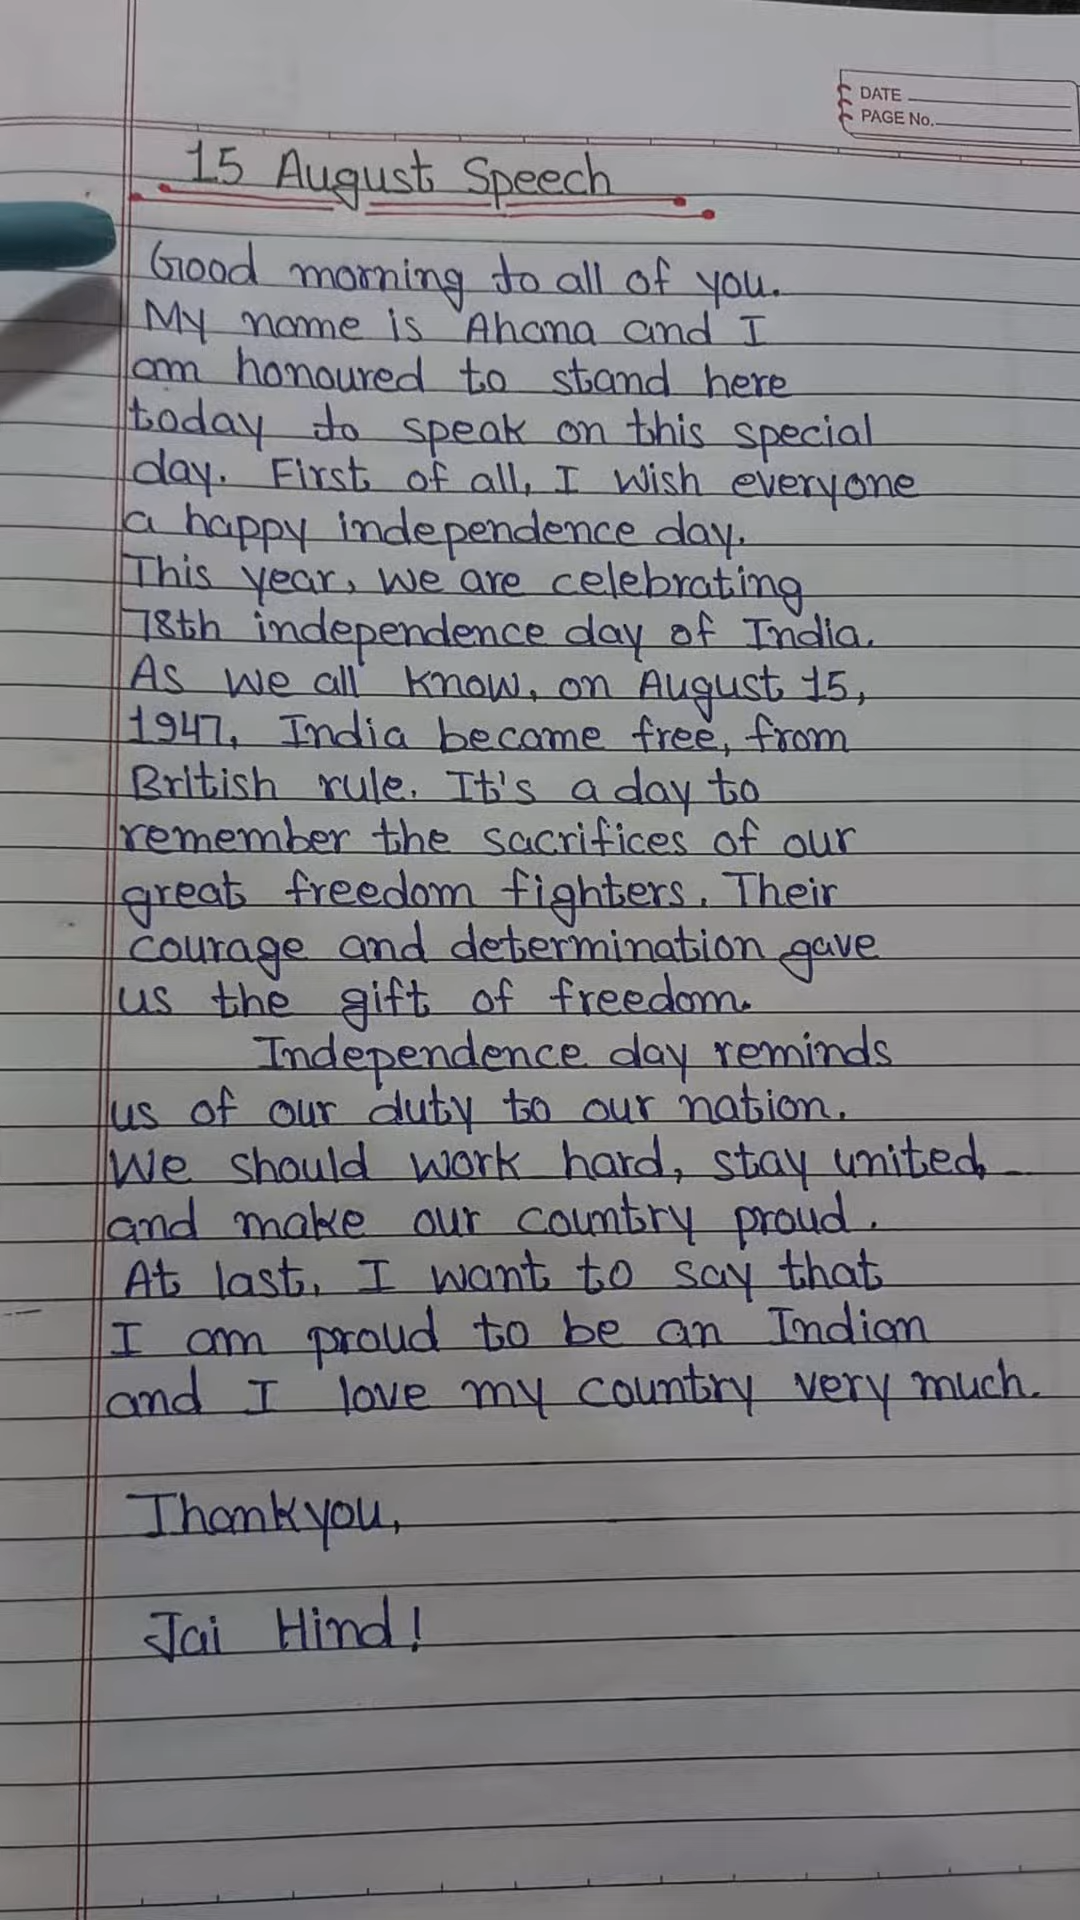 DATE
PAGE No.
15 August Speech
Good morning to all of you.
My name is Ahana and I
am honoured to stand here
today to speak on this special
day. First of all, I wish everyone
a happy independence day.
This year, we are celebrating
78th independence day of India.
As we all know, on August 15,
1947, India became free, from
British rule. It's a day to
remember the sacrifices of our
great freedom fighters. Their
courage and determination gave
us the gift of freedom.
Independence day reminds
us of our duty to our nation.
We should work hard, stay united,
and make our country proud.
At last, I want to say that
I am proud to be an Indian
and I love my country very much.
Thankyou,
Jai Hind!